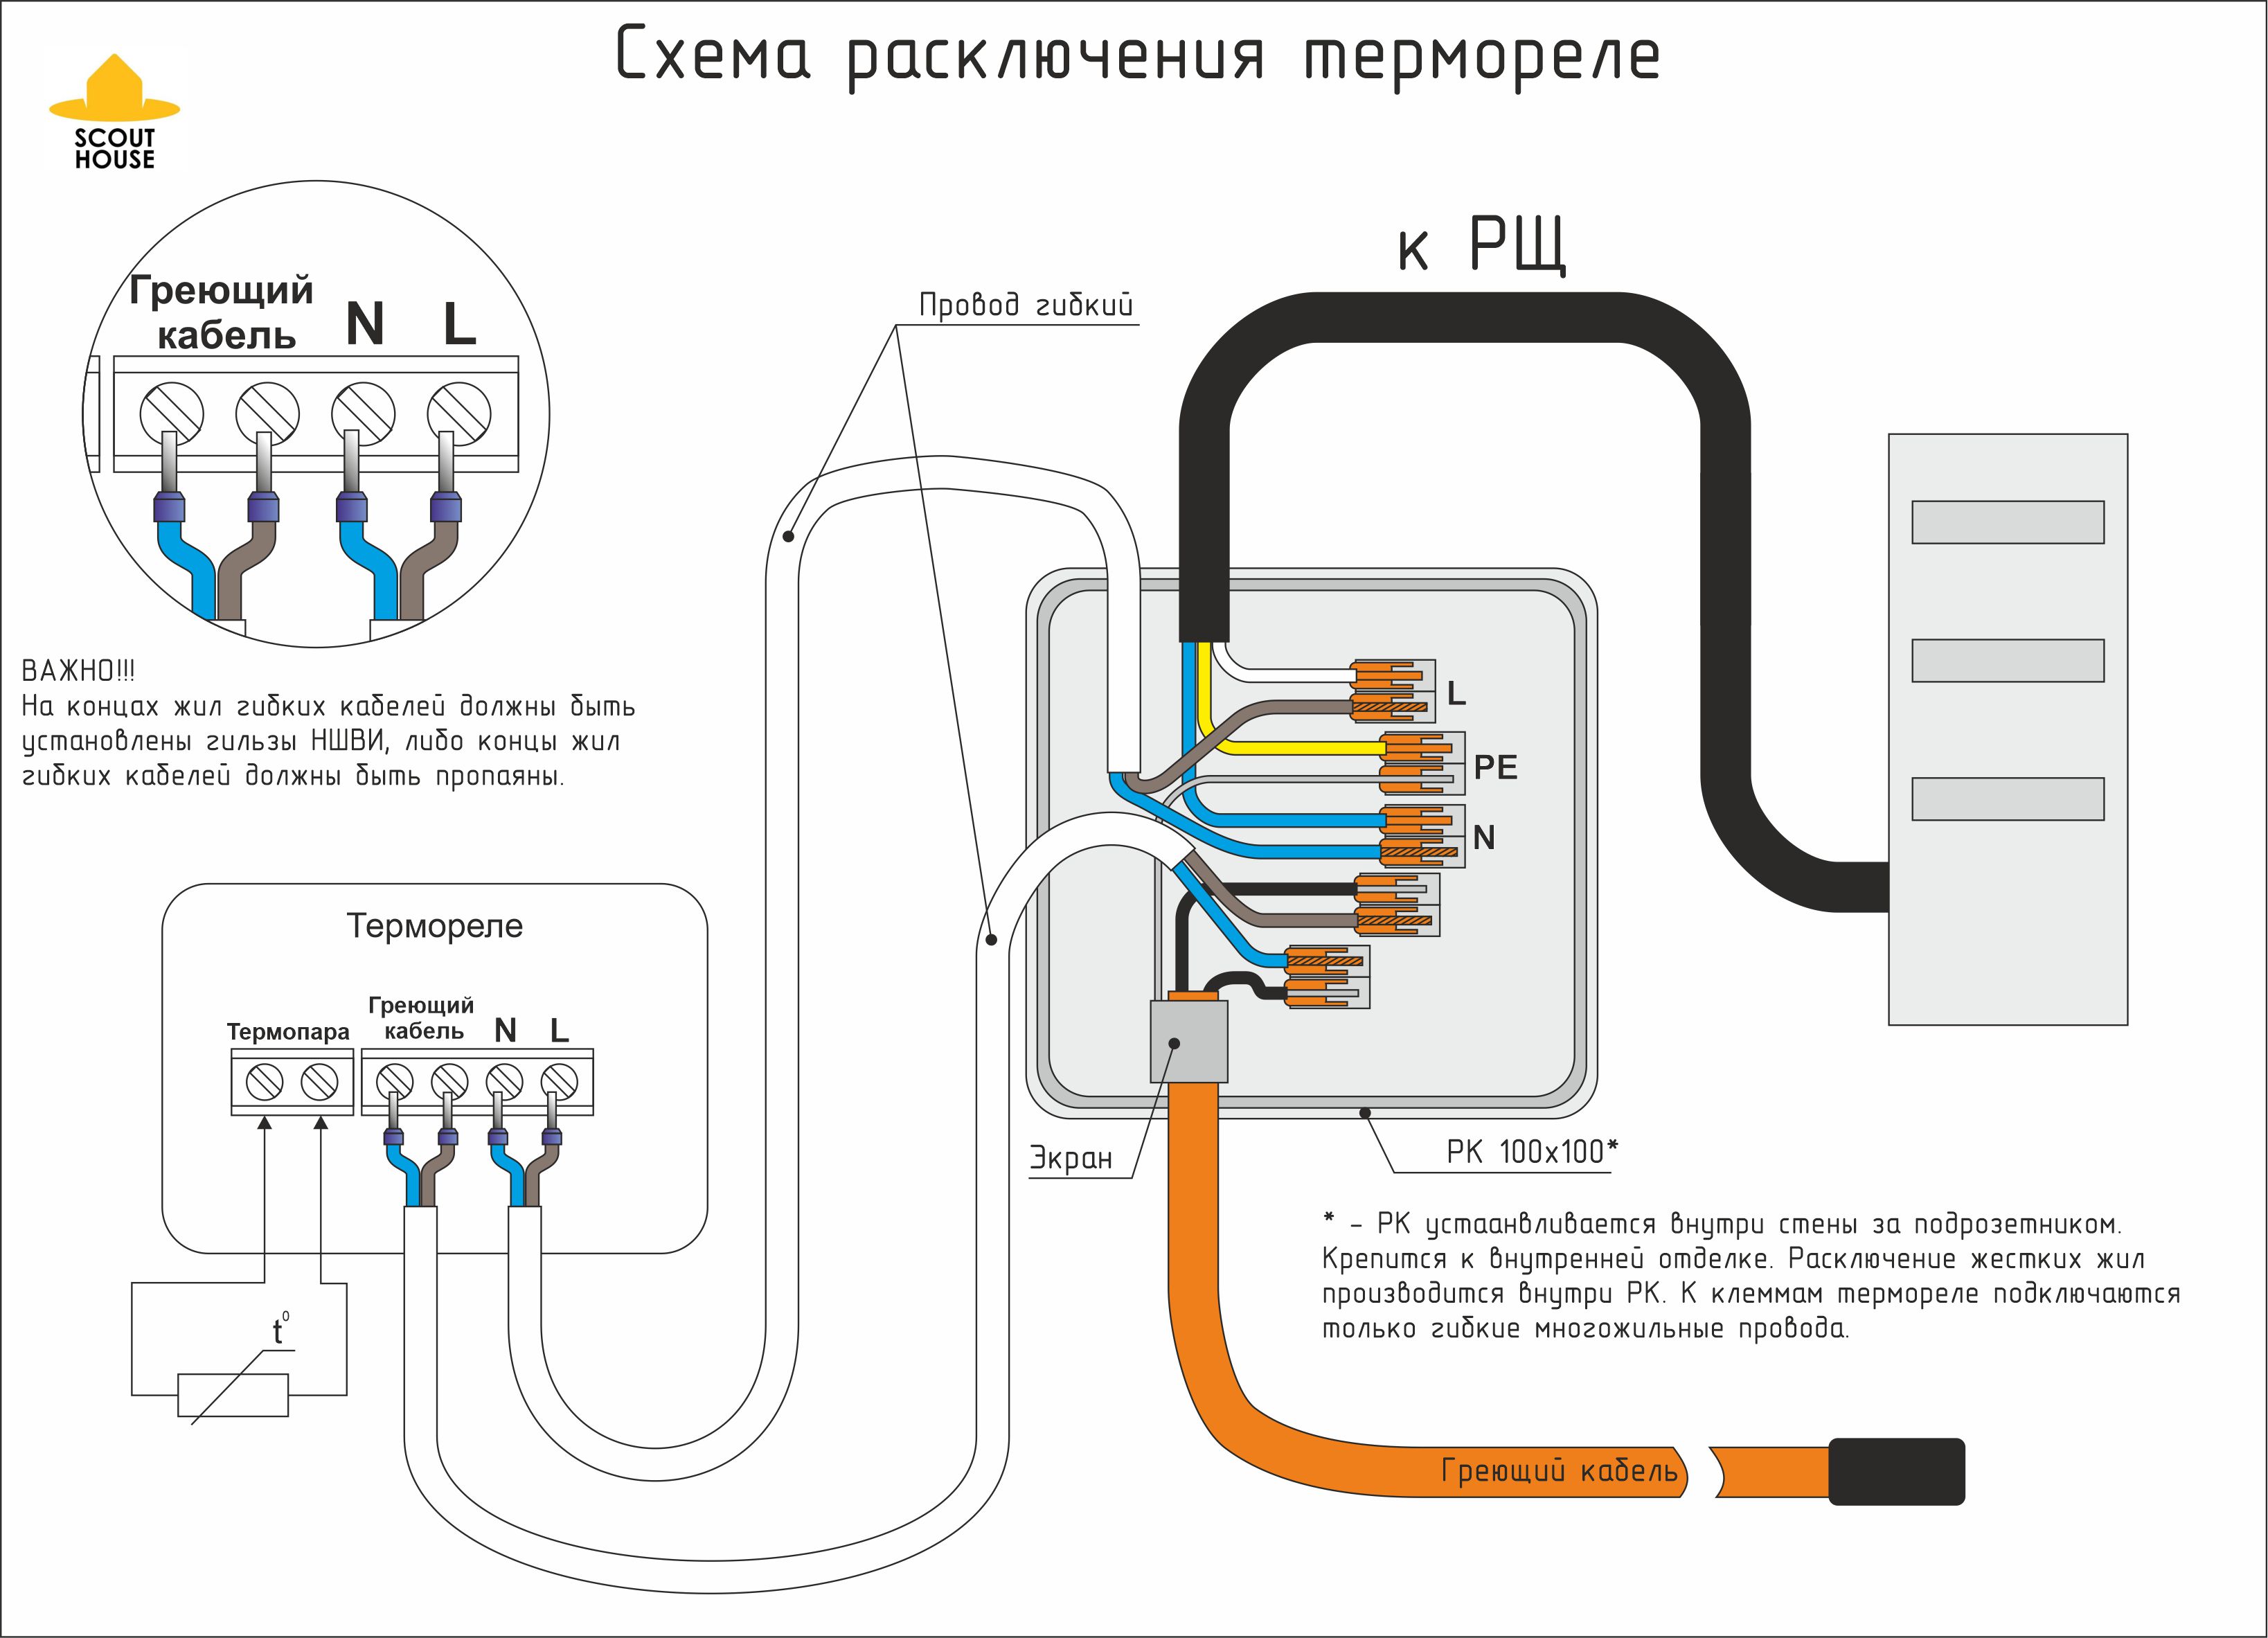 Схема расключения термореле
SCOUT
HOUSE
к РЩ
Провод гибкий
Греющий
кабель
N
L
ВАЖНО!!!
На концах жил гибких кабелей должны быть
установлены гильзы НШВИ, либо концы жил
гибких кабелей должны быть пропаяны.
L
PE
N
Термореле
Термопара
Греющий
кабель
N
L
t⁰
Экран
РК 100х100*
* - РК устаанвливается внутри стены за подрозетником.
Крепится к внутренней отделке. Расключение жестких жил
производится внутри РК. К клеммам термореле подключаются
только гибкие многожильные провода.
Греющий кабель